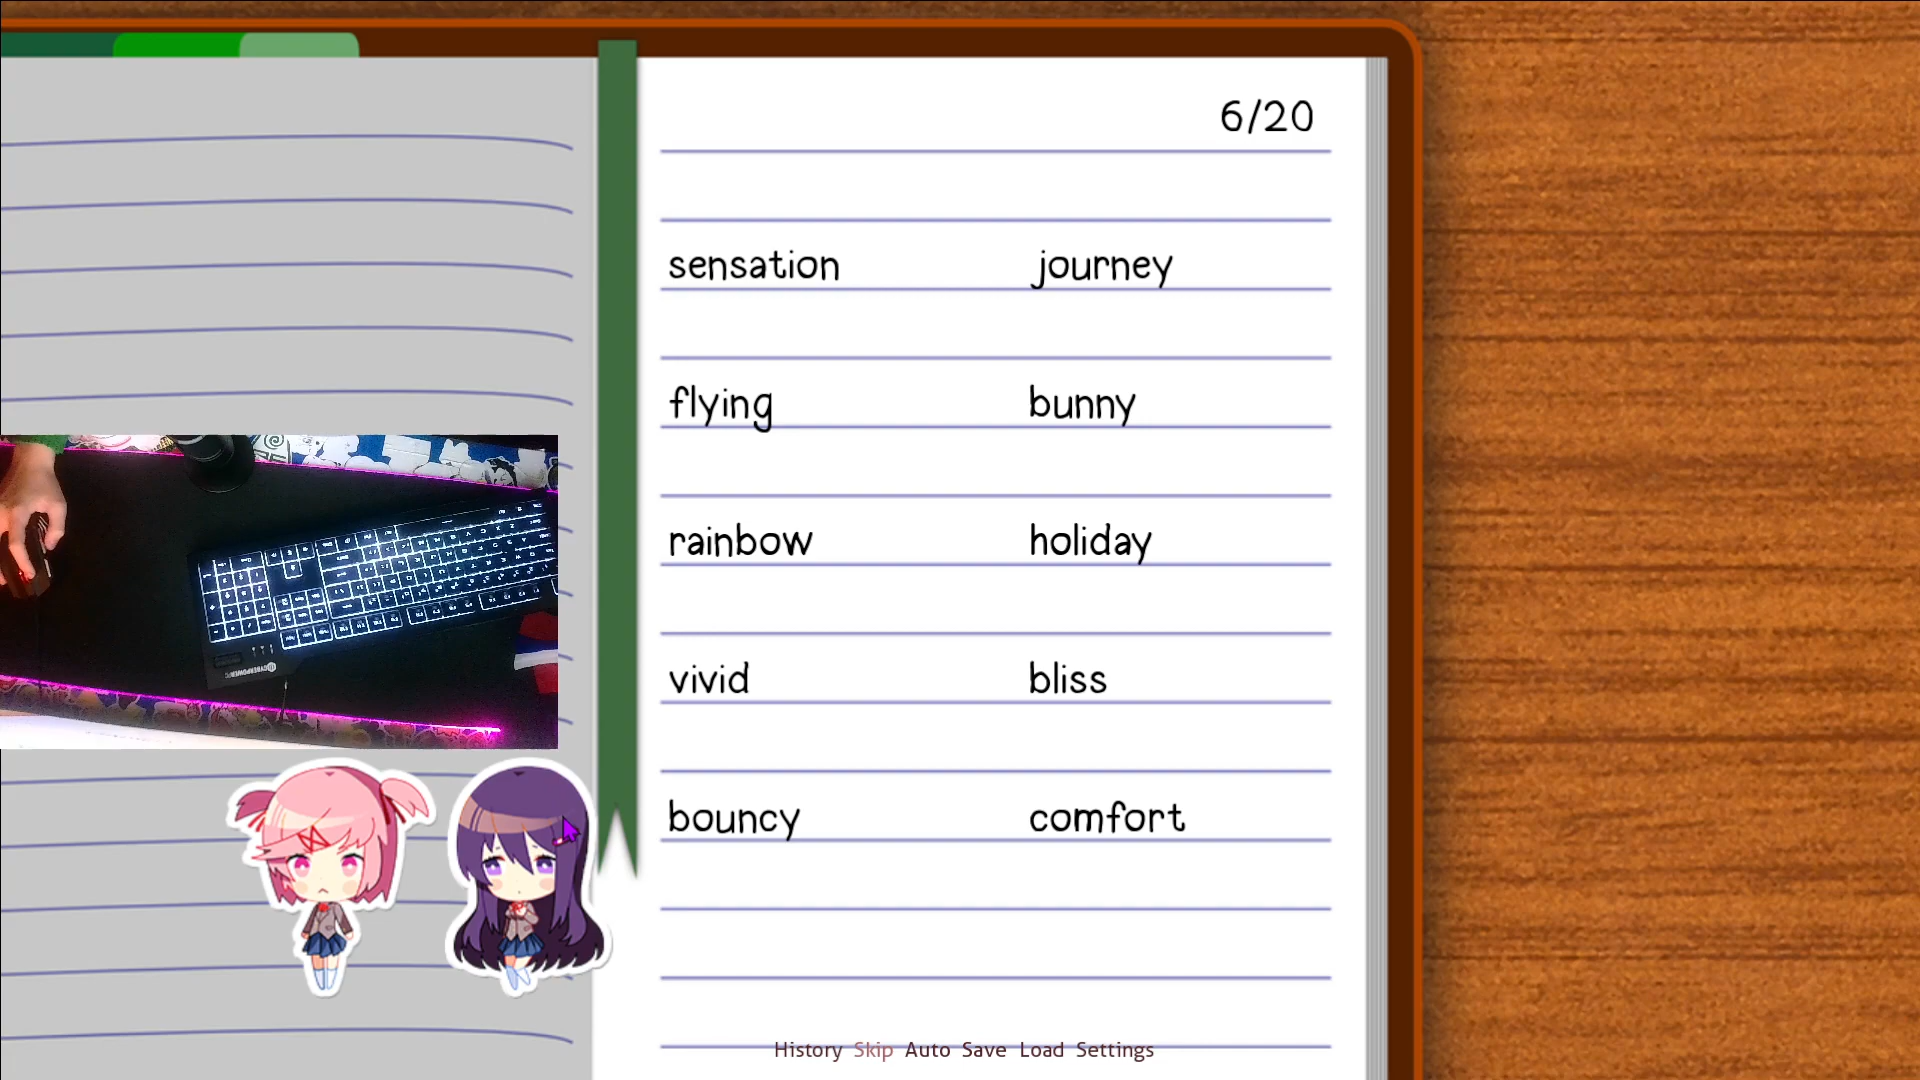 6/20
sensation journey
flying bunny
rainbow holiday
vivid bliss
bouncy comfort
History Skip Auto Save Load Settings